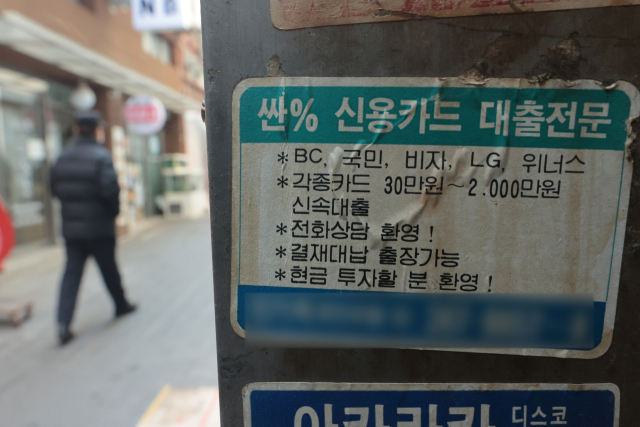 NB
싼% 신용카드 대출전문
*BC, 국민, 비자, LG, 위너스
*각종카드 30만원~2.000만원
신속대출
*전화상담 환영!
*결재대납 출장가능
*현금 투자할 분 환영!
디스코